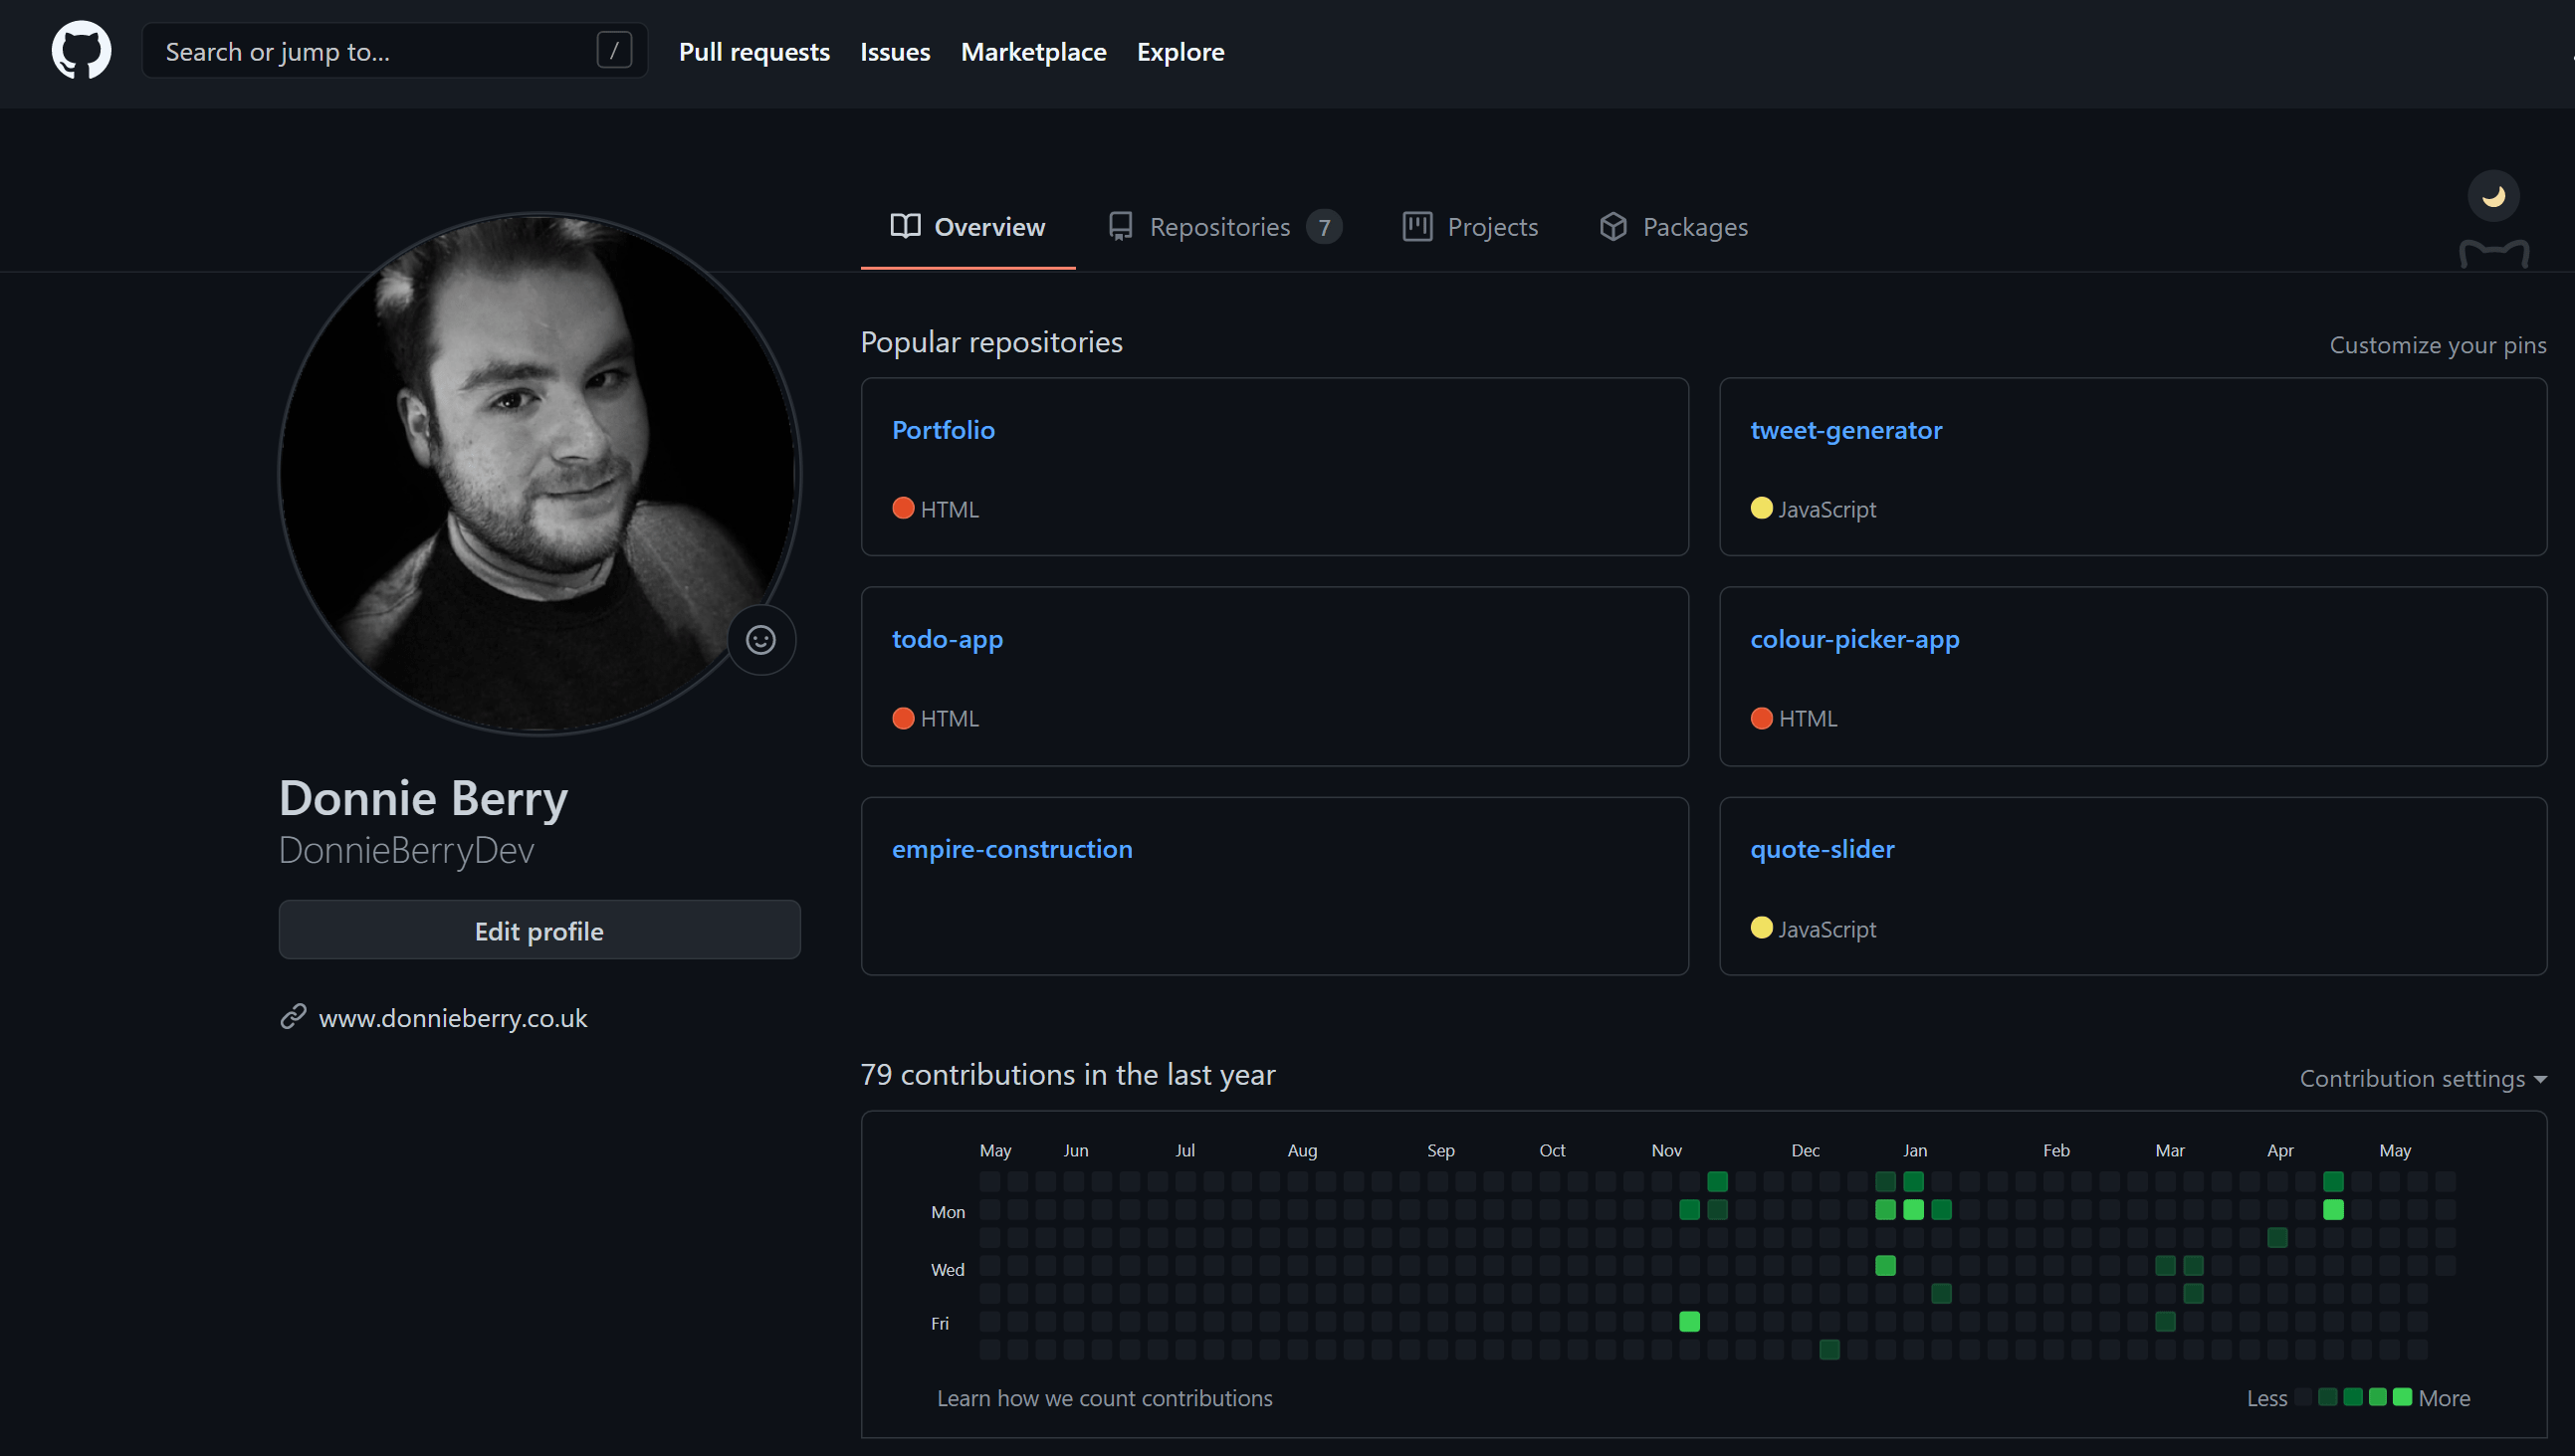 Search or jump to... /
Pull requests Issues Marketplace Explore
Overview Repositories 7 Projects Packages
Donnie Berry
DonnieBerryDev
Edit profile
www.donnieberry.co.uk
Popular repositories
Customize your pins
Portfolio
HTML
tweet-generator
JavaScript
todo-app
HTML
colour-picker-app
HTML
empire-construction
quote-slider
JavaScript
79 contributions in the last year
Contribution settings
May Jun Jul Aug Sep Oct Nov Dec Jan Feb Mar Apr May
Mon
Wed
Fri
Learn how we count contributions
Less More